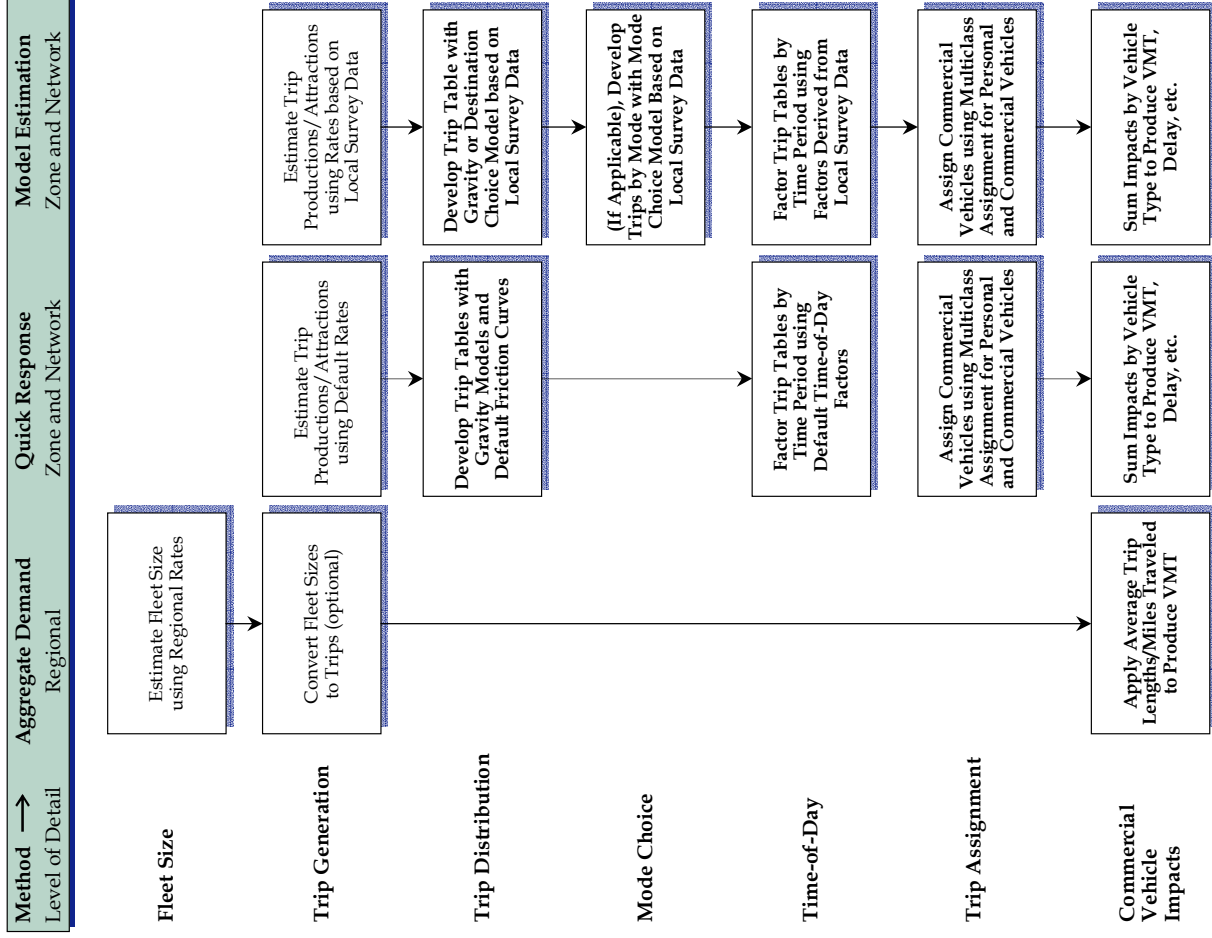 Method → Aggregate Demand Quick Response Model Estimation
Level of Detail Regional Zone and Network Zone and Network
Fleet Size
Estimate Fleet Size
using Regional Rates
Trip Generation
Convert Fleet Sizes
to Trips (optional)
Estimate Trip
Productions/Attractions
using Default Rates
Estimate Trip
Productions/Attractions
using Rates based on
Local Survey Data
Trip Distribution
Develop Trip Tables with
Gravity Models and
Default Friction Curves
Develop Trip Table with
Gravity or Destination
Choice Model based on
Local Survey Data
Mode Choice
(If Applicable), Develop
Trips by Mode with Mode
Choice Model Based on
Local Survey Data
Time-of-Day
Factor Trip Tables by
Time Period using
Default Time-of-Day
Factors
Factor Trip Tables by
Time Period using
Factors Derived from
Local Survey Data
Trip Assignment
Assign Commercial
Vehicles using Multiclass
Assignment for Personal
and Commercial Vehicles
Assign Commercial
Vehicles using Multiclass
Assignment for Personal
and Commercial Vehicles
Commercial
Vehicle
Impacts
Apply Average Trip
Lengths/Miles Traveled
to Produce VMT
Sum Impacts by Vehicle
Type to Produce VMT,
Delay, etc.
Sum Impacts by Vehicle
Type to Produce VMT,
Delay, etc.